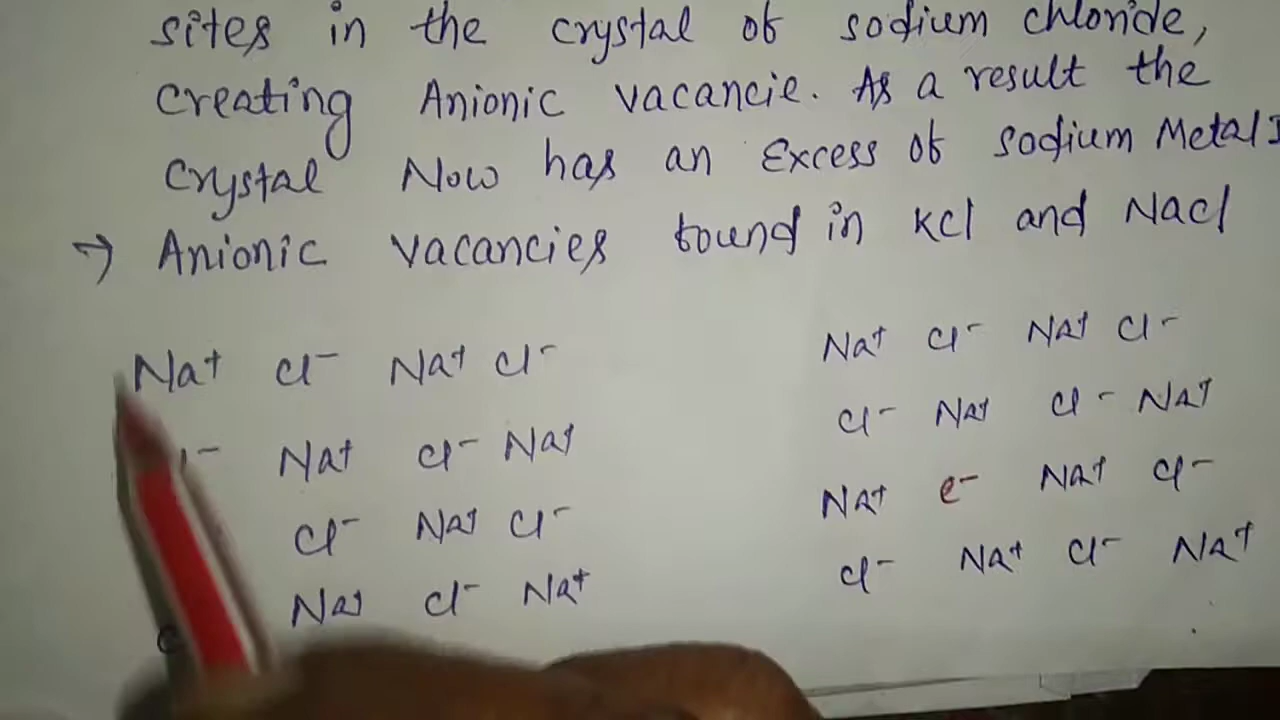 sites in the crystal of sodium chloride,
creating Anionic vacancie. As a result the
crystal Now has an Excess of sodium Metal
→ Anionic vacancies found in KCl and NaCl
Na⁺ Cl⁻ Na⁺ Cl⁻
Na⁺ Cl⁻ Na⁺
Cl⁻ Na⁺ Cl⁻
Na⁺ Cl⁻ Na⁺
Na⁺ Cl⁻ Na⁺ Cl⁻
Cl⁻ Na⁺ Cl⁻ Na⁺
Na⁺ e⁻ Na⁺ Cl⁻
Cl⁻ Na⁺ Cl⁻ Na⁺